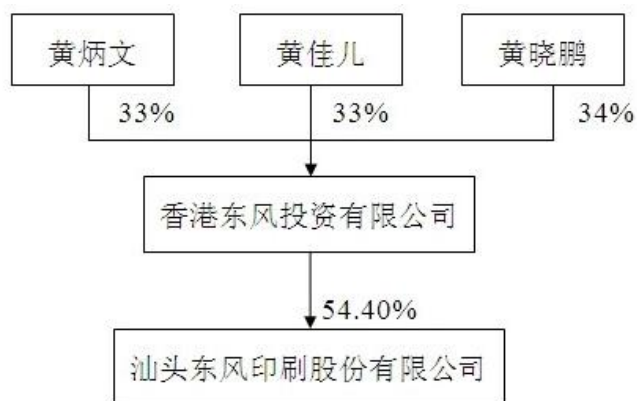 黄炳文 黄佳儿 黄晓鹏
33% 33% 34%
香港东风投资有限公司
54.40%
汕头东风印刷股份有限公司